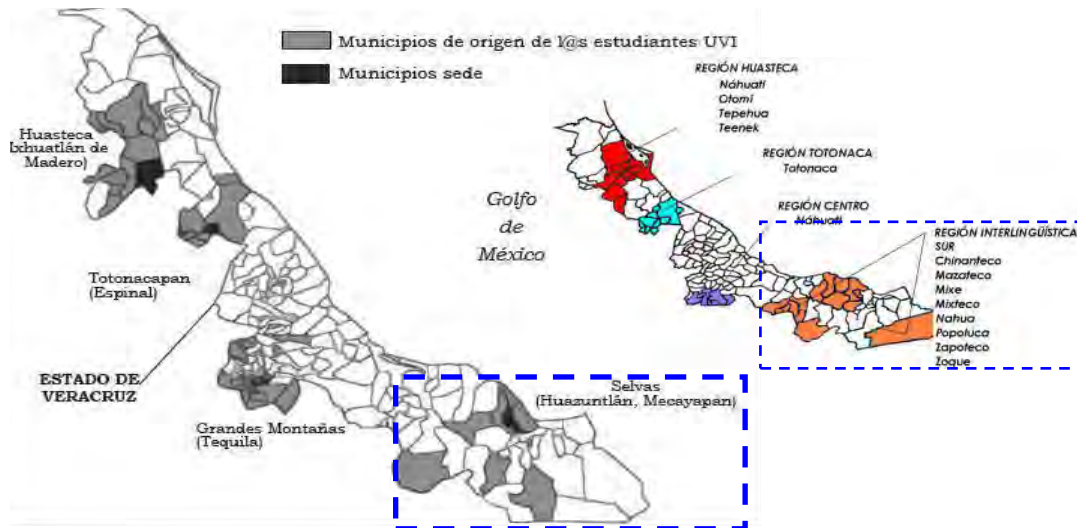 Municipios de origen de l@s estudiantes UVI
Municipios sede
Huasteca
Ixhuatlán de
Madero)
Totonacapan
(Espinal)
ESTADO DE
VERACRUZ
Grandes Montañas
(Tequila)
Selvas
(Huazuntlán, Mecayapan)
Golfo
de
México
REGIÓN HUASTECA
Náhuatl
Otomí
Tepehua
Teenek
REGIÓN TOTONACA
Totonaca
REGIÓN CENTRO
Náhuatl
REGIÓN INTERLINGÜÍSTICA
SUR
Chinanteco
Mazateco
Mixe
Mixteco
Nahua
Popoluca
Zapoteco
Zoque